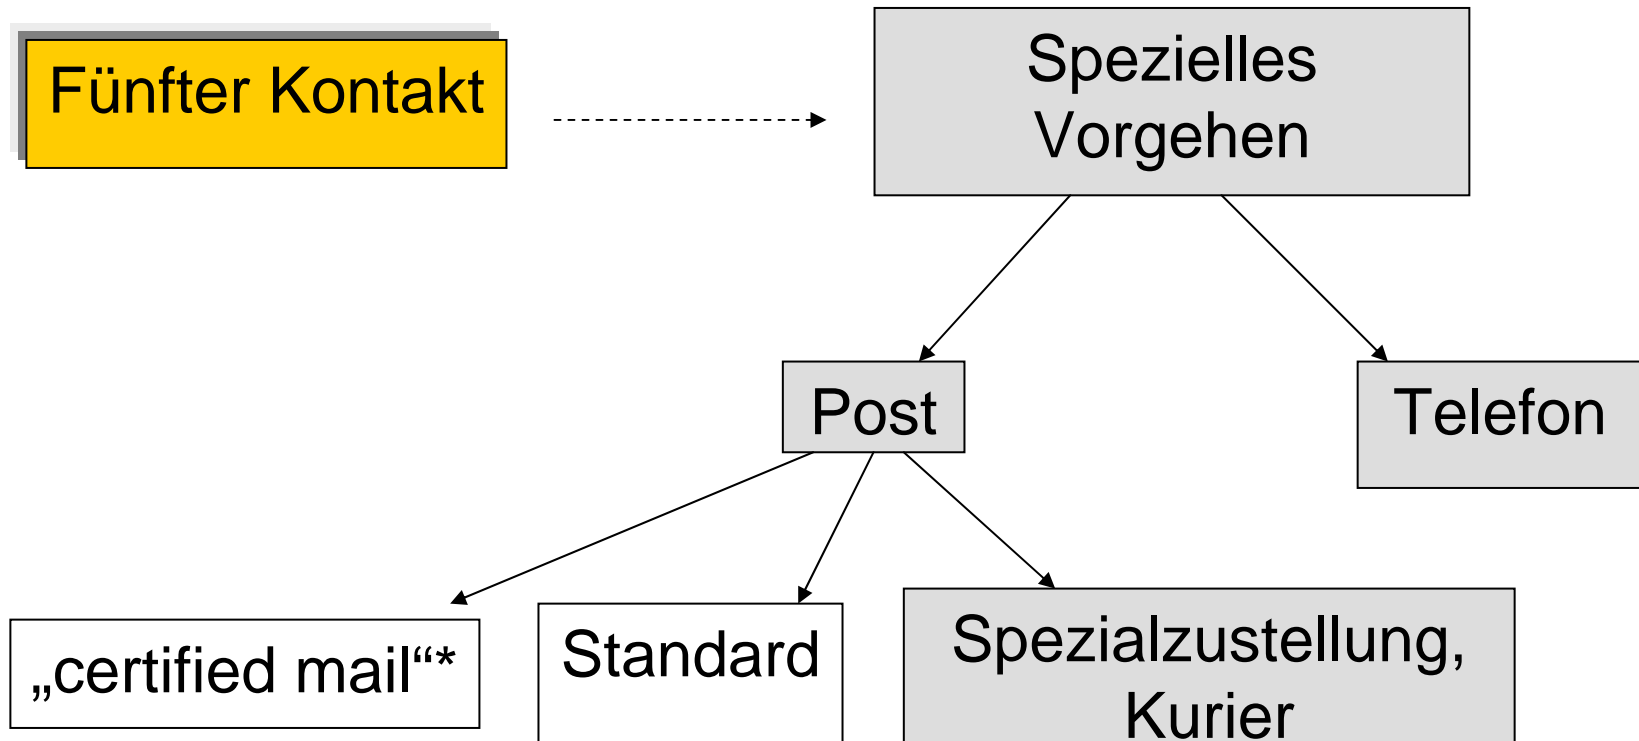 Fünfter Kontakt
Spezielles
Vorgehen
Post
Telefon
„certified mail“*
Standard
Spezialzustellung,
Kurier